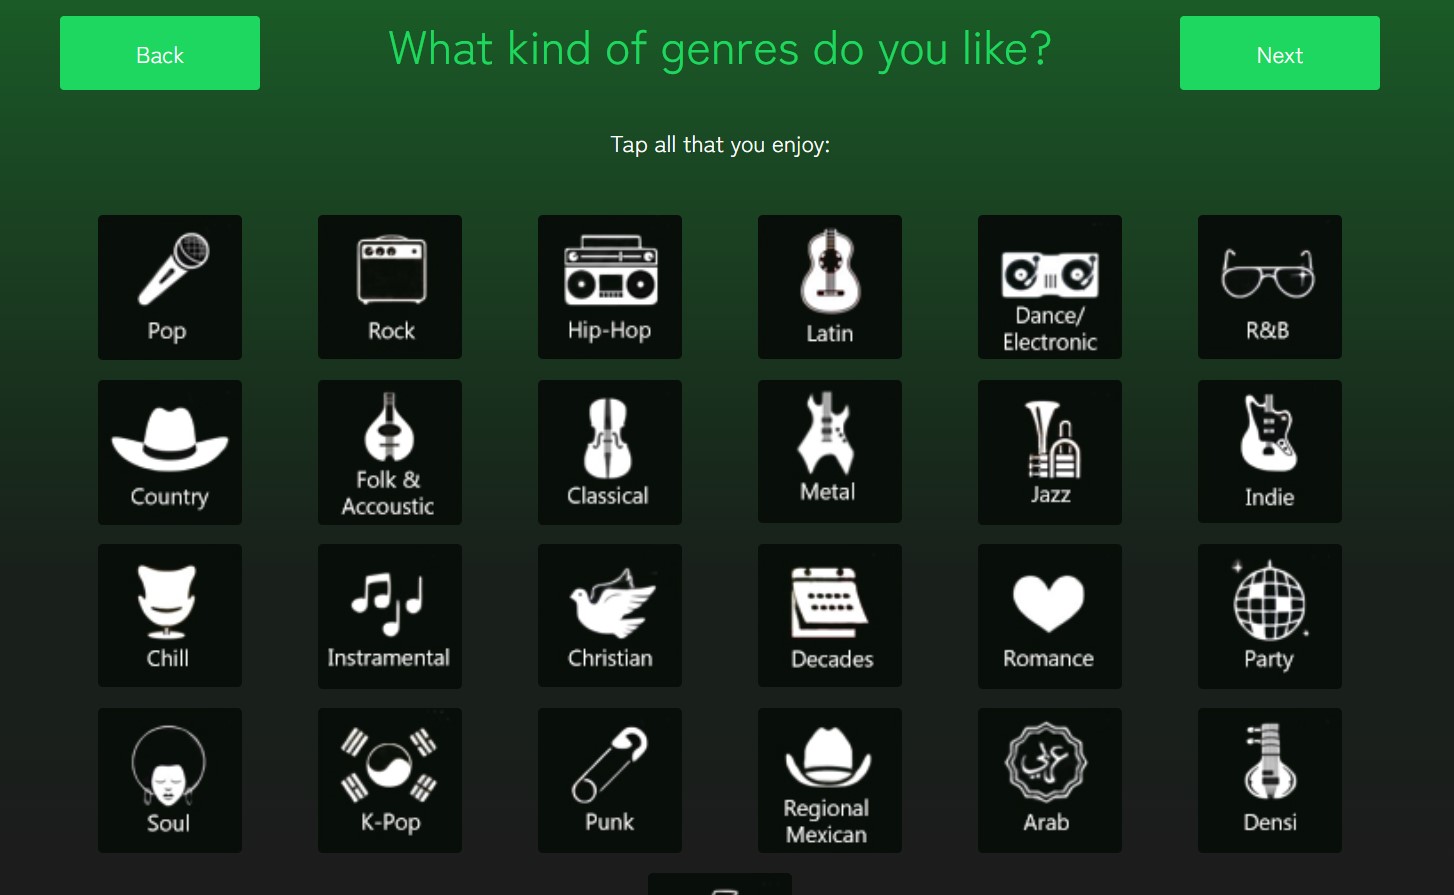 Back
What kind of genres do you like?
Next
Tap all that you enjoy:
Pop
Rock
Hip-Hop
Latin
Dance/
Electronic
R&B
Country
Folk &
Accoustic
Classical
Metal
Jazz
Indie
Chill
Instramental
Christian
Decades
Romance
Party
Soul
K-Pop
Punk
Regional
Mexican
عربي
Arab
Densi